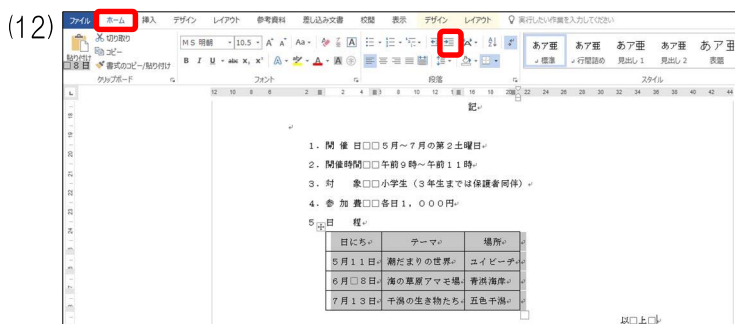 (12)
ファイル ホーム 挿入 デザイン レイアウト 参考資料 差し込み文書 校閲 表示 デザイン レイアウト 実行したい作業を入力してください
切り取り
コピー
書式のコピー/貼り付け
貼り付け
クリップボード
MS 明朝 10.5 A A Aa
B I U abc x₂ x² A A A
フォント
段落
あア亜 あア亜 あア亜 あア亜 あア亜
標準 行間詰め 見出し 1 見出し 2 表題
スタイル
記
1．開 催 日□□5月～7月の第2土曜日
2．開催時間□□午前9時～午前11時
3．対　　象□□小学生（3年生までは保護者同伴）
4．参 加 費□□各日1，000円
5．日　　程
日にち テーマ 場所
5月11日 潮だまりの世界 ユイビーチ
6月□8日 海の草原アマモ場 青浜海岸
7月13日 干潟の生き物たち 五色干潟
以□上□